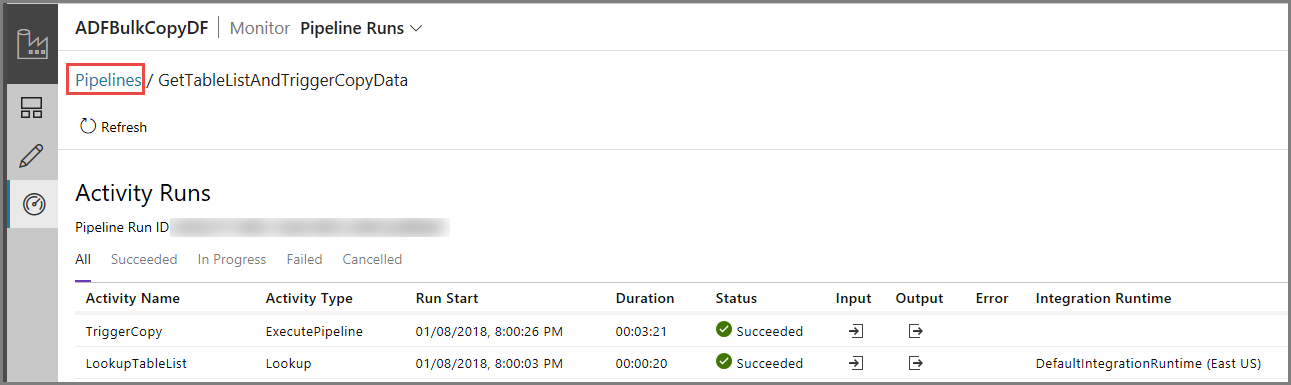 ADFBulkCopyDF Monitor Pipeline Runs
Pipelines / GetTableListAndTriggerCopyData
Refresh
Activity Runs
Pipeline Run ID
All Succeeded In Progress Failed Cancelled
Activity Name Activity Type Run Start Duration Status Input Output Error Integration Runtime
TriggerCopy ExecutePipeline 01/08/2018, 8:00:26 PM 00:03:21 Succeeded
LookupTableList Lookup 01/08/2018, 8:00:03 PM 00:00:20 Succeeded DefaultIntegrationRuntime (East US)